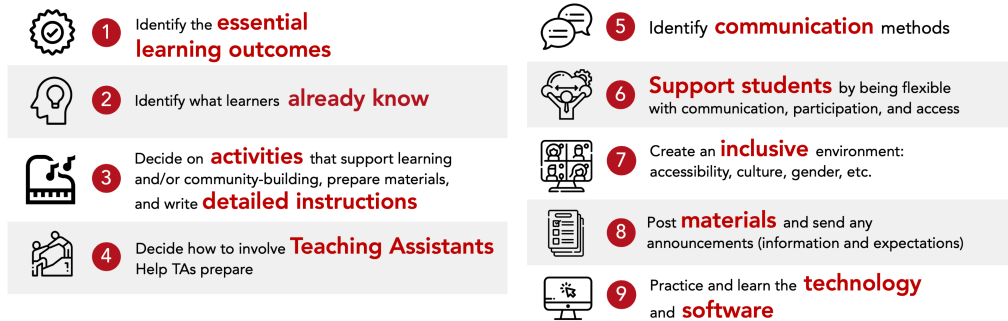 1 Identify the essential
learning outcomes
2 Identify what learners already know
3 Decide on activities that support learning
and/or community-building, prepare materials,
and write detailed instructions
4 Decide how to involve Teaching Assistants
Help TAs prepare
5 Identify communication methods
6 Support students by being flexible
with communication, participation, and access
7 Create an inclusive environment:
accessibility, culture, gender, etc.
8 Post materials and send any
announcements (information and expectations)
9 Practice and learn the technology
and software